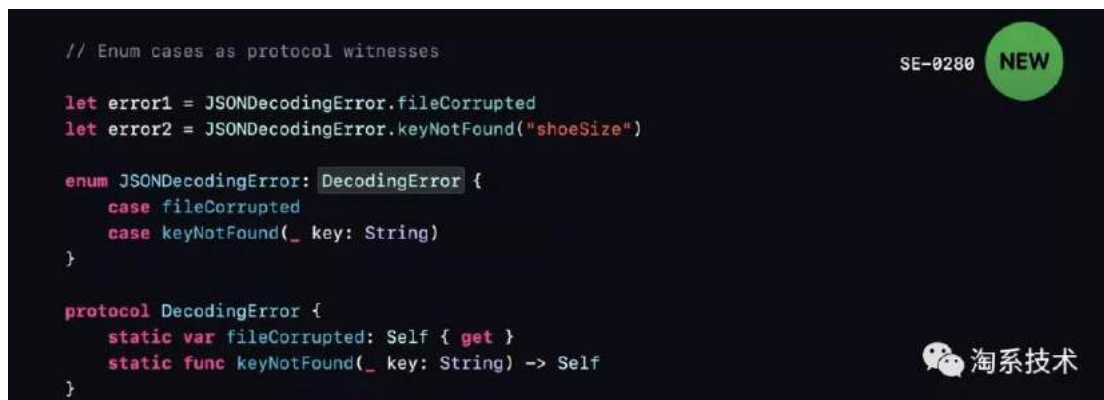 // Enum cases as protocol witnesses
SE-0280 NEW
let error1 = JSONDecodingError.fileCorrupted
let error2 = JSONDecodingError.keyNotFound("shoeSize")
enum JSONDecodingError: DecodingError {
    case fileCorrupted
    case keyNotFound(_ key: String)
}
protocol DecodingError {
    static var fileCorrupted: Self { get }
    static func keyNotFound(_ key: String) -> Self
}
淘系技术